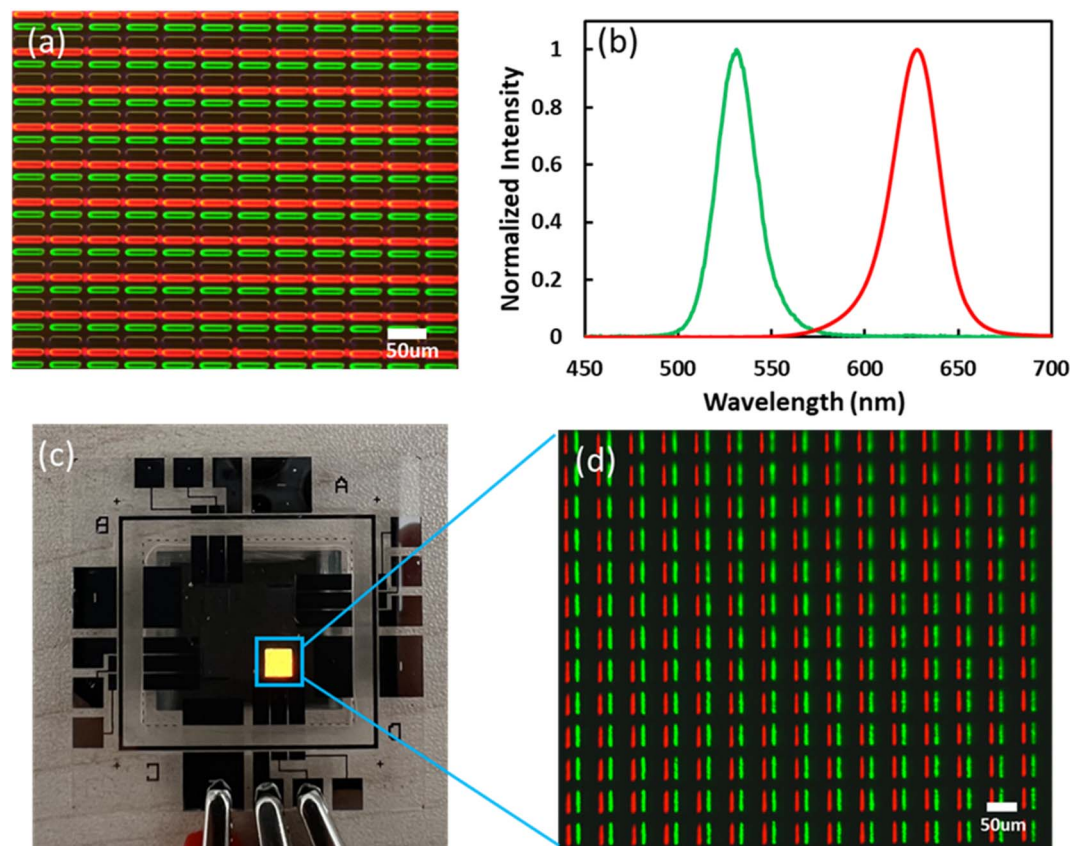 (a)
50um
(b)
Normalized Intensity
1
0.8
0.6
0.4
0.2
0
450 500 550 600 650 700
Wavelength (nm)
(c)
A
B
C
D
(d)
50um